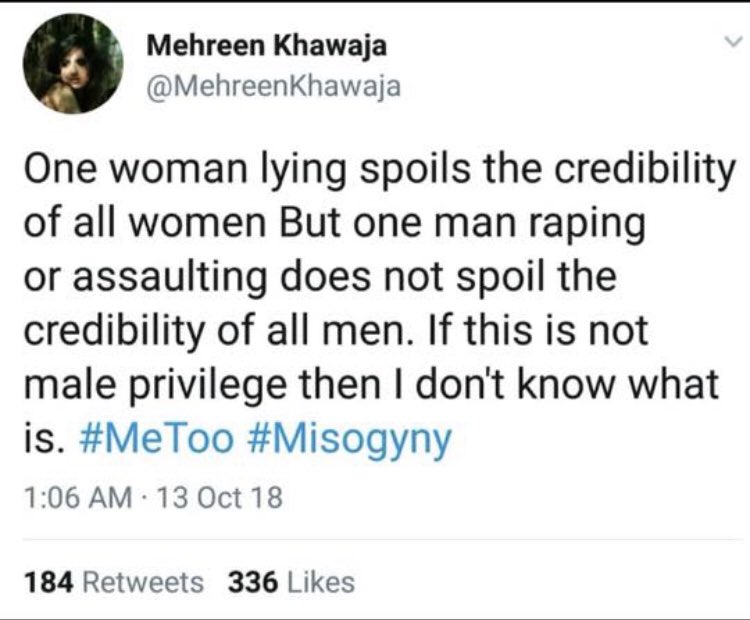 Mehreen Khawaja
@MehreenKhawaja
One woman lying spoils the credibility
of all women But one man raping
or assaulting does not spoil the
credibility of all men. If this is not
male privilege then I don't know what
is. #MeToo #Misogyny
1:06 AM · 13 Oct 18
184 Retweets 336 Likes